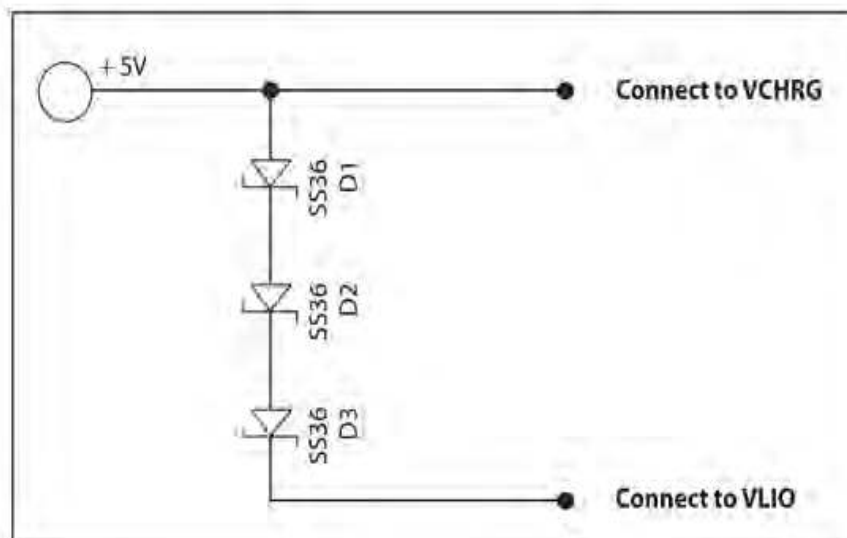 +5V
Connect to VCHRG
SS36
D1
SS36
D2
SS36
D3
Connect to VLIO